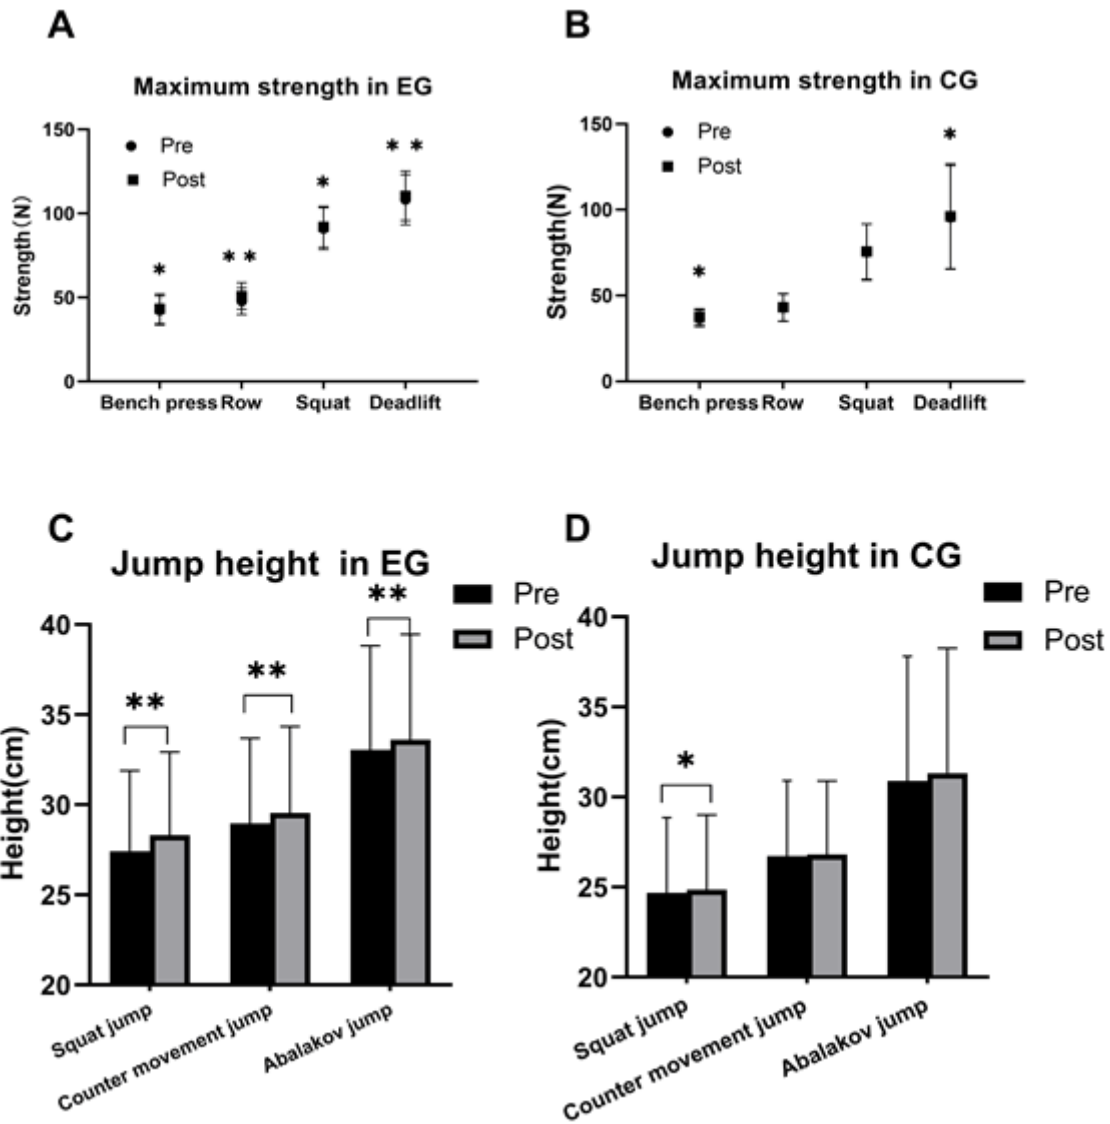 A
Maximum strength in EG
150
100
50
0
Strength(N)
Pre
Post
*
**
*
**
Bench press Row Squat Deadlift
B
Maximum strength in CG
150
100
50
0
Strength(N)
Pre
Post
*
*
Bench press Row Squat Deadlift
C
Jump height in EG
Pre
Post
40
35
30
25
20
Height(cm)
**
**
**
Squat jump
Counter movement jump
Abalakov jump
D
Jump height in CG
Pre
Post
40
35
30
25
20
Height(cm)
*
Squat jump
Counter movement jump
Abalakov jump